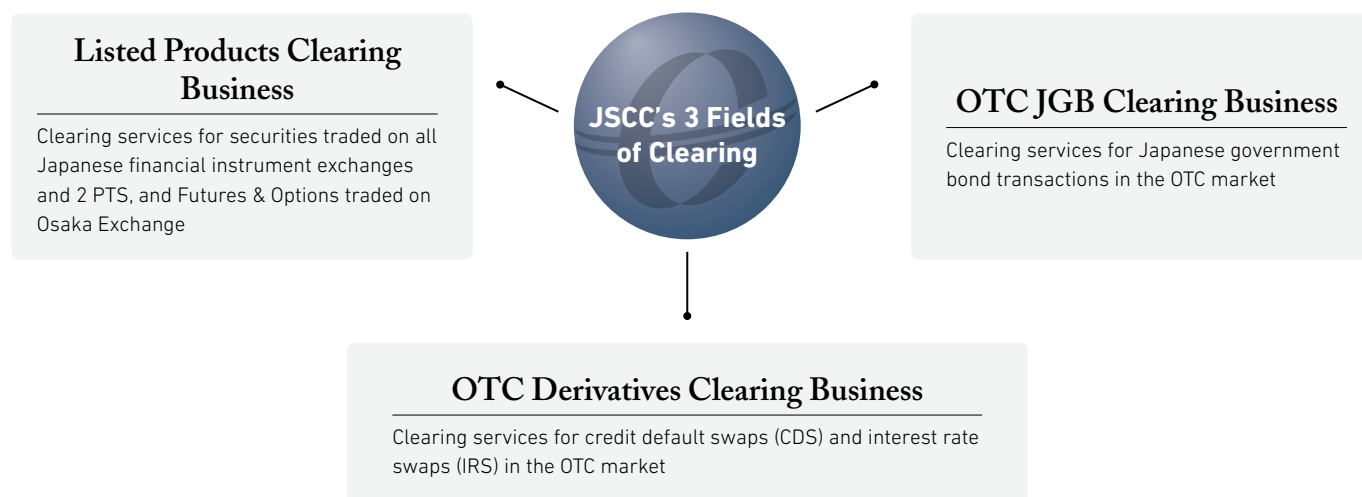 Listed Products Clearing
Business
Clearing services for securities traded on all
Japanese financial instrument exchanges
and 2 PTS, and Futures & Options traded on
Osaka Exchange
JSCC's 3 Fields
of Clearing
OTC JGB Clearing Business
Clearing services for Japanese government
bond transactions in the OTC market
OTC Derivatives Clearing Business
Clearing services for credit default swaps (CDS) and interest rate
swaps (IRS) in the OTC market